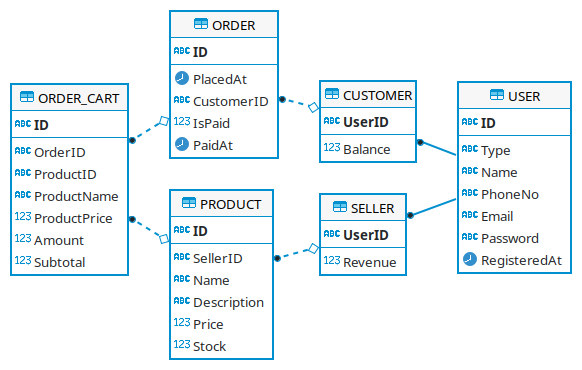 ORDER
ABC ID
PlacedAt
ABC CustomerID
123 IsPaid
PaidAt
ORDER_CART
ABC ID
ABC OrderID
ABC ProductID
ABC ProductName
123 ProductPrice
123 Amount
123 Subtotal
PRODUCT
ABC ID
ABC SellerID
ABC Name
ABC Description
123 Price
123 Stock
CUSTOMER
ABC UserID
123 Balance
SELLER
ABC UserID
123 Revenue
USER
ABC ID
ABC Type
ABC Name
ABC PhoneNo
ABC Email
ABC Password
RegisteredAt